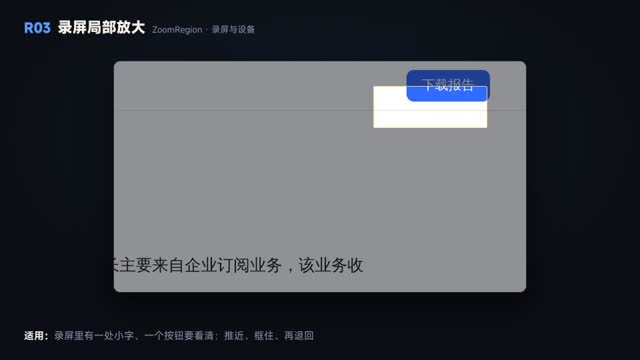 R03 录屏局部放大 ZoomRegion · 录屏与设备
下载报告
长主要来自企业订阅业务，该业务收
适用：录屏里有一处小字、一个按钮要看清：推近、框住、再退回